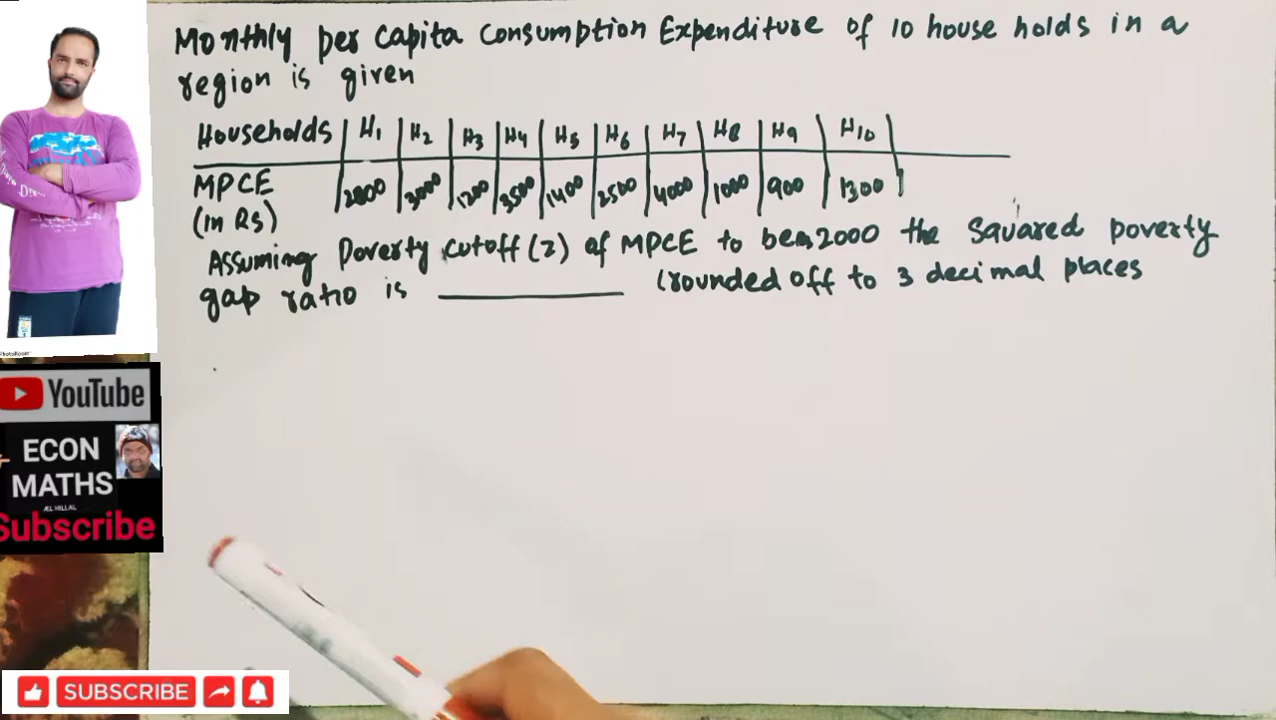 Monthly per capita Consumption Expenditure of 10 house holds in a
region is given
Households H1 H2 H3 H4 H5 H6 H7 H8 H9 H10
MPCE 2800 3000 1200 3500 1400 2500 4000 1000 900 1300
(in Rs)
Assuming Poverty cutoff (z) of MPCE to be 2000 the squared poverty
gap ratio is ________ (rounded off to 3 decimal places
PhotoRoom
YouTube
ECON
MATHS
ÆL HILLAL
Subscribe
SUBSCRIBE